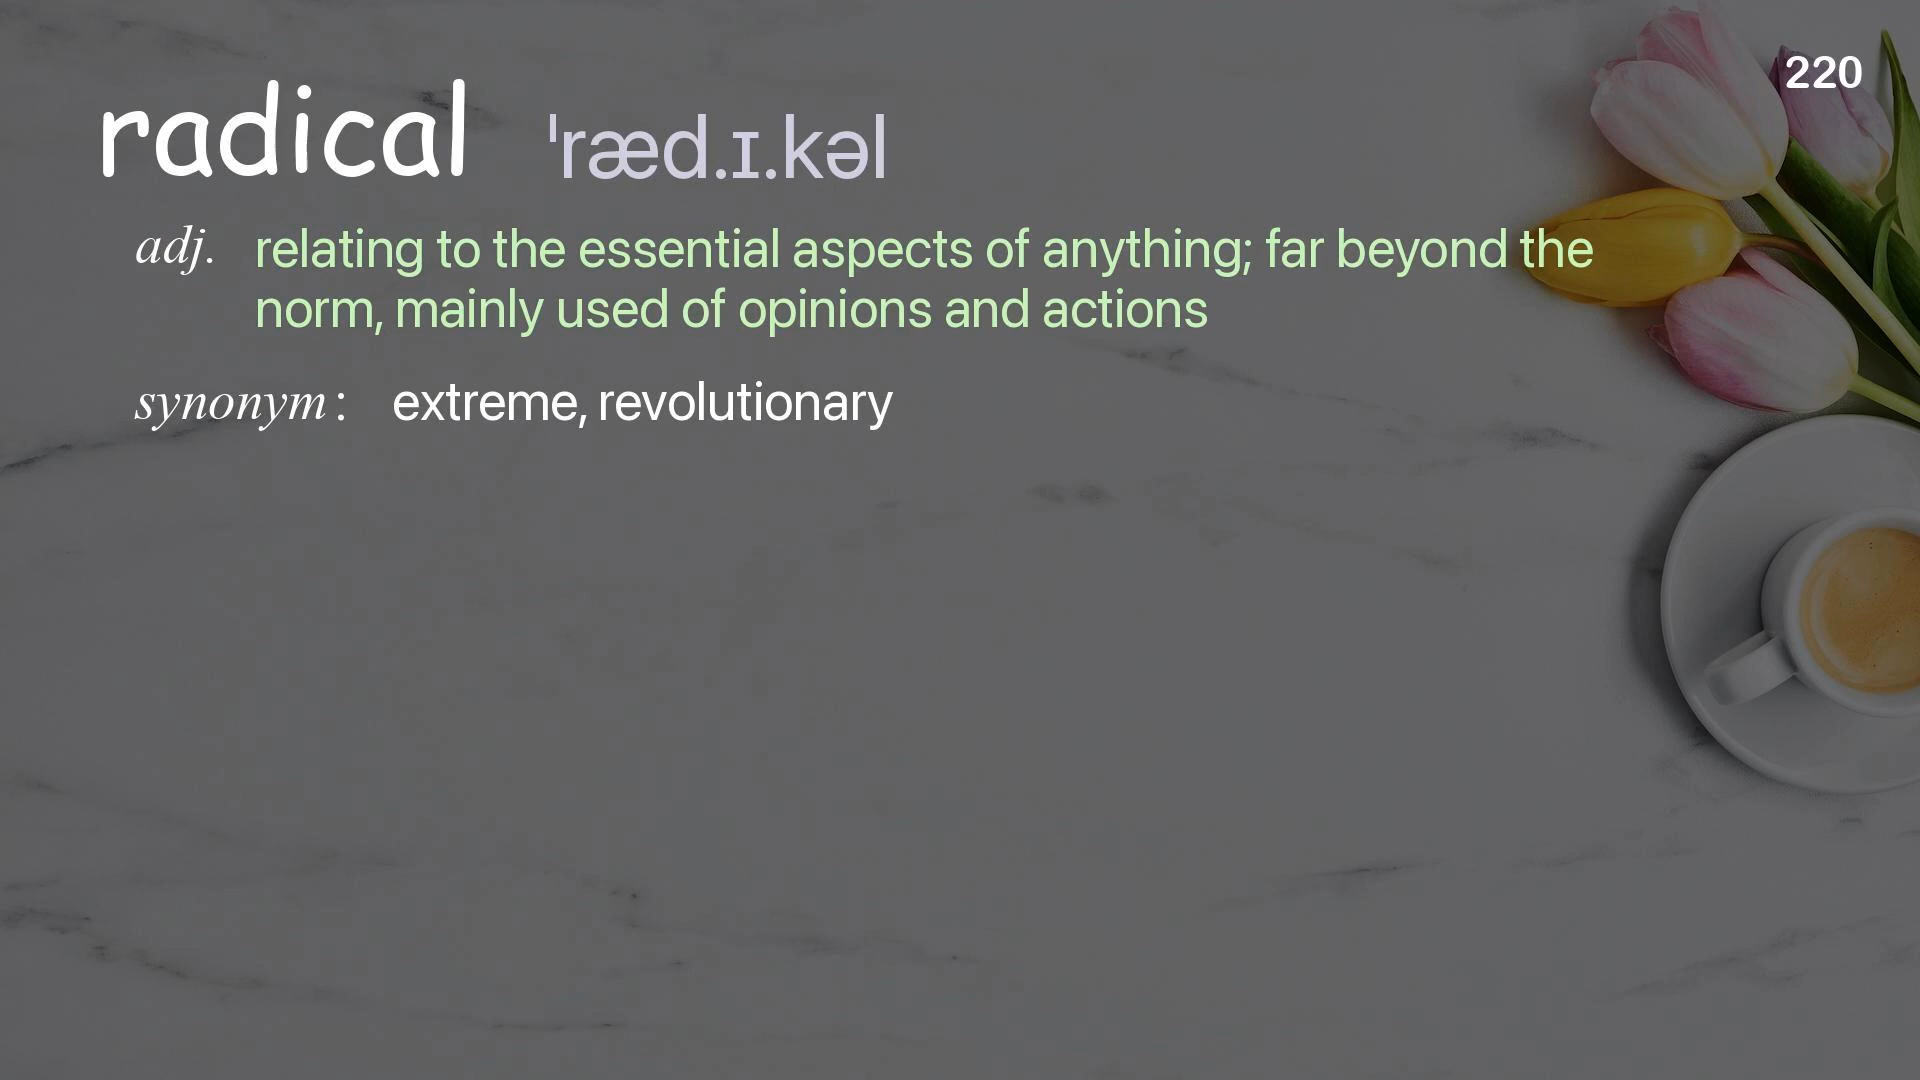 220
radical ˈræd.ɪ.kəl
adj. relating to the essential aspects of anything; far beyond the
norm, mainly used of opinions and actions
synonym : extreme, revolutionary